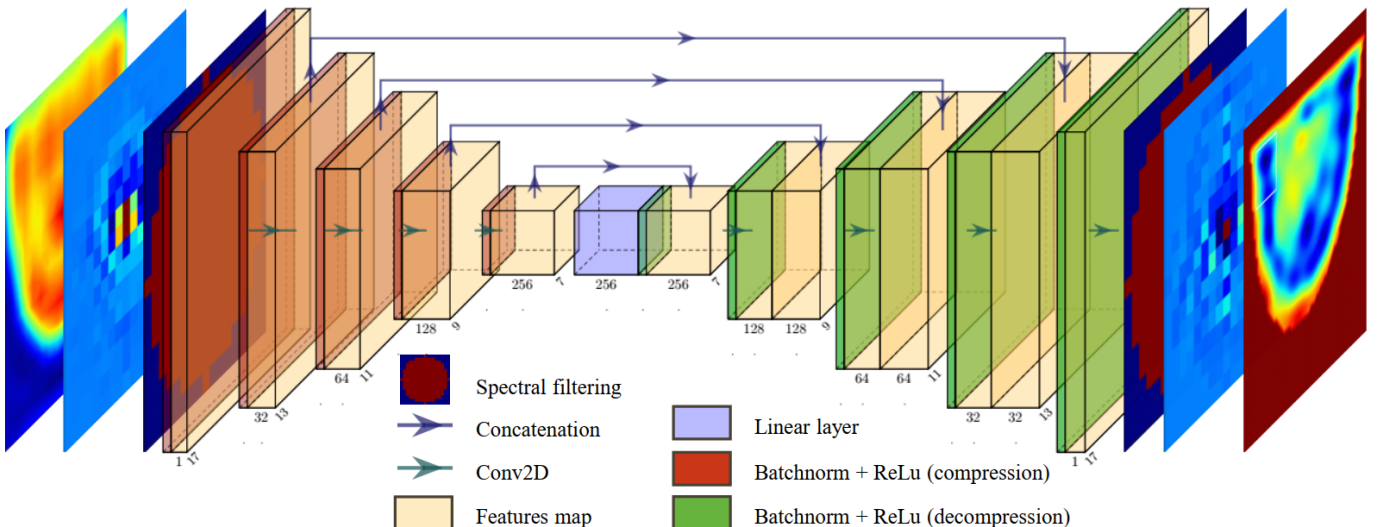 256 7 256 256 7
128 9 128 128 9
64 11 64 64 11
32 13 32 32 13
1 17 1 17
Spectral filtering
Concatenation
Conv2D
Features map
Linear layer
Batchnorm + ReLu (compression)
Batchnorm + ReLu (decompression)